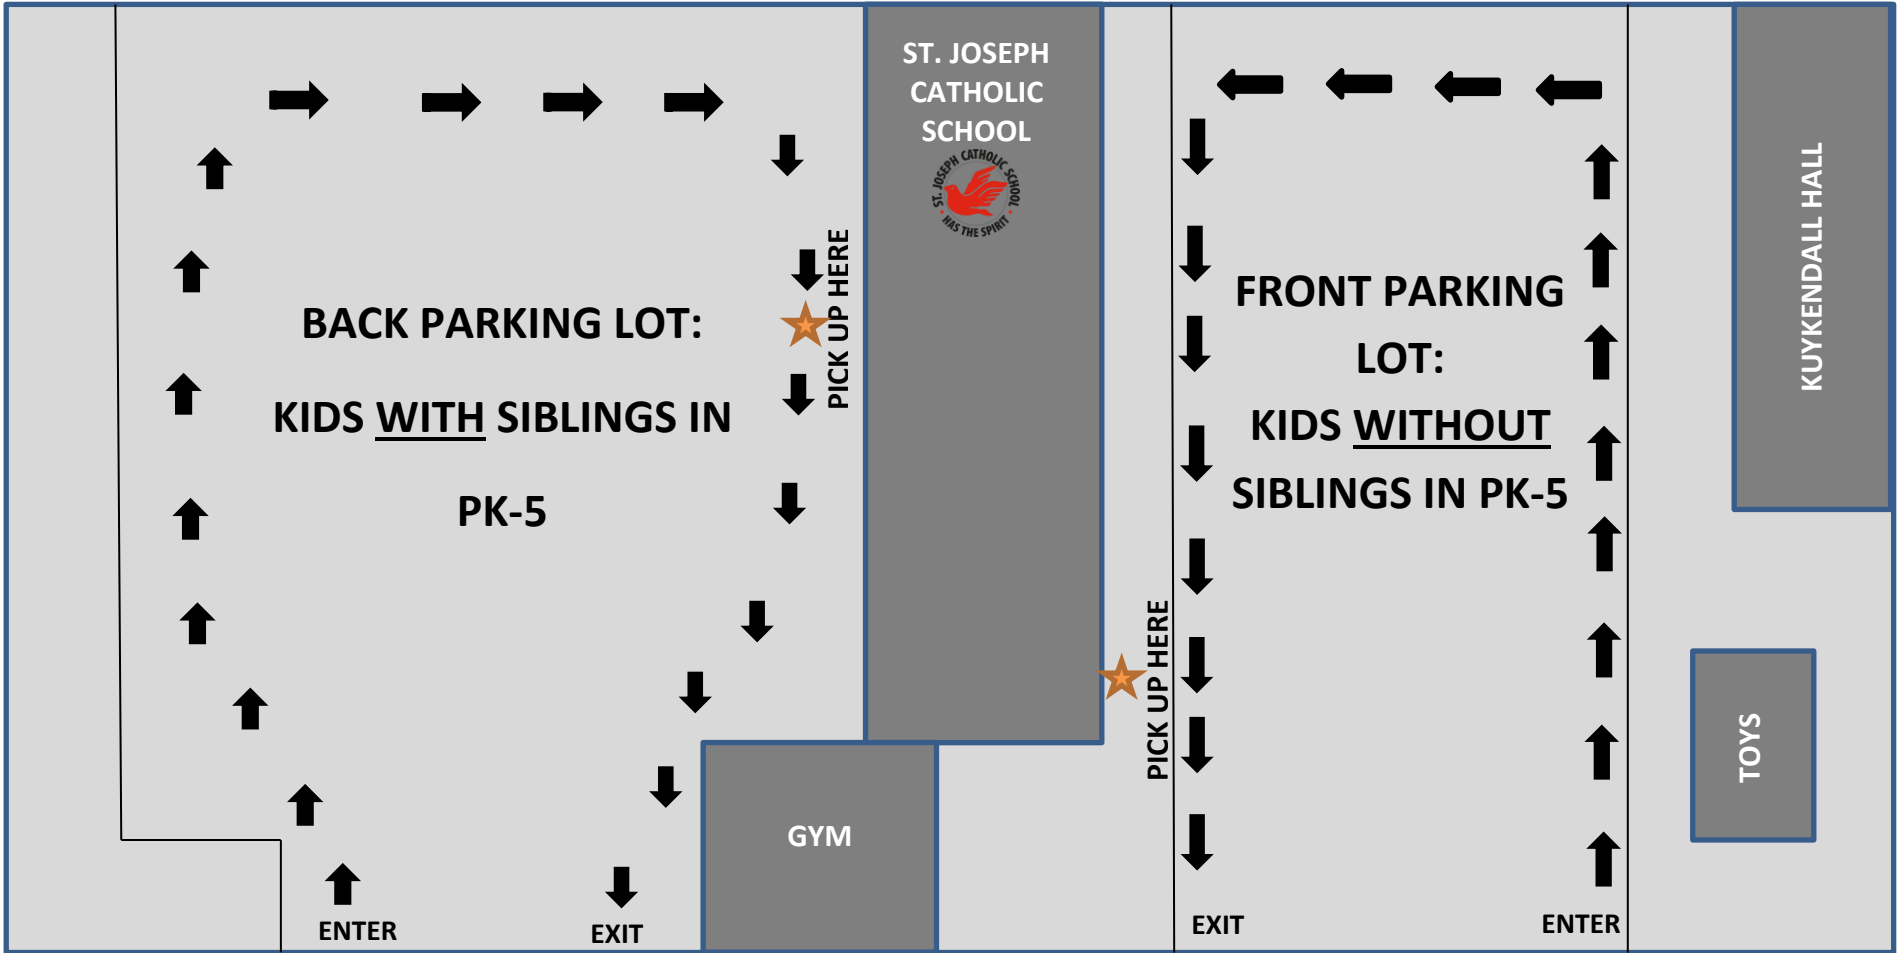 ST. JOSEPH
CATHOLIC
SCHOOL
ST. JOSEPH CATHOLIC SCHOOL
• HAS THE SPIRIT •
BACK PARKING LOT:
KIDS WITH SIBLINGS IN
PK-5
PICK UP HERE
FRONT PARKING
LOT:
KIDS WITHOUT
SIBLINGS IN PK-5
PICK UP HERE
KUYKENDALL HALL
TOYS
GYM
ENTER
EXIT
EXIT
ENTER